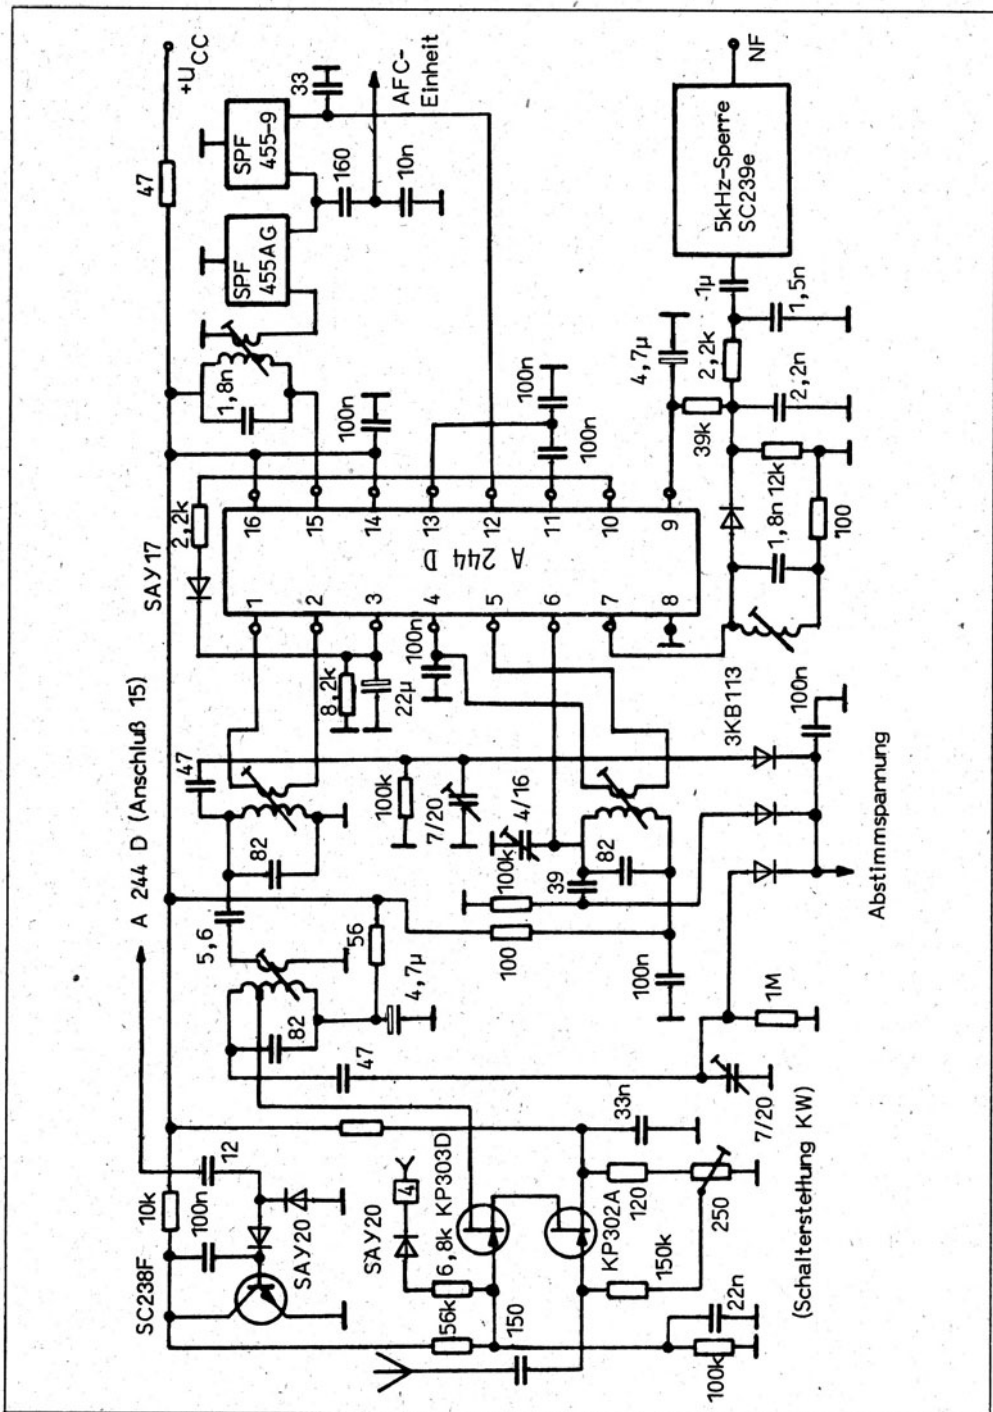 +UCC
47
SPF
455AG
SPF
455-9
33
AFC-
Einheit
160
10n
NF
5kHz-Sperre
SC239e
1,8n
100n
100n
100n
4,7µ
2,2k
1µ
1,5n
39k
2,2n
SAY17
2,2k
16
15
14
13
12
11
10
9
A 244 D
1
2
3
4
5
6
7
8
1,8n
12k
100
A 244 D (Anschluß 15)
8,2k
22µ
100n
47
82
100k
7/20
4/16
100k
39
82
3KB113
100n
5,6
56
4,7µ
100
100n
Abstimmspannung
82
47
1M
7/20
SC238F
10k
100n
12
SAY20
SAY20
4
6,8k
KP303D
33n
KP302A
120
250
(Schalterstellung KW)
56k
150
150k
22n
100k